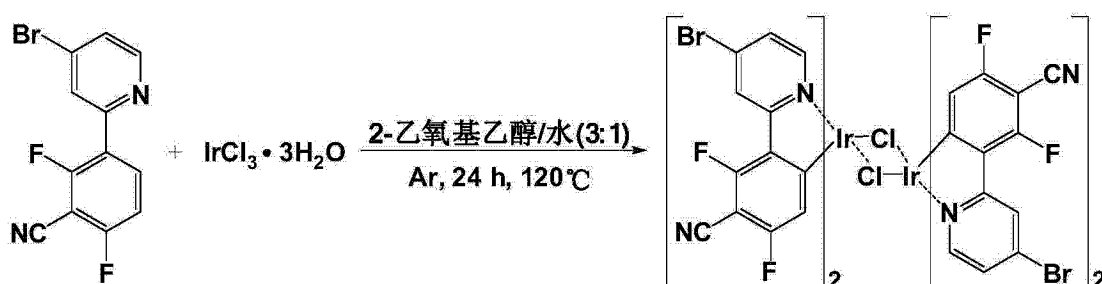 Br
N
F
NC
F
+
IrCl3 • 3H2O
2-乙氧基乙醇/水(3:1)
Ar, 24 h, 120℃
Br
N
F
NC
F
Ir
Cl
Cl
Ir
2
F
CN
F
N
Br
2